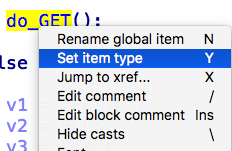 do_GET();
Rename global item N
lse
Set item type Y
Jump to xref... X
Edit comment /
v1
Edit block comment Ins
v2
Hide casts \
v3